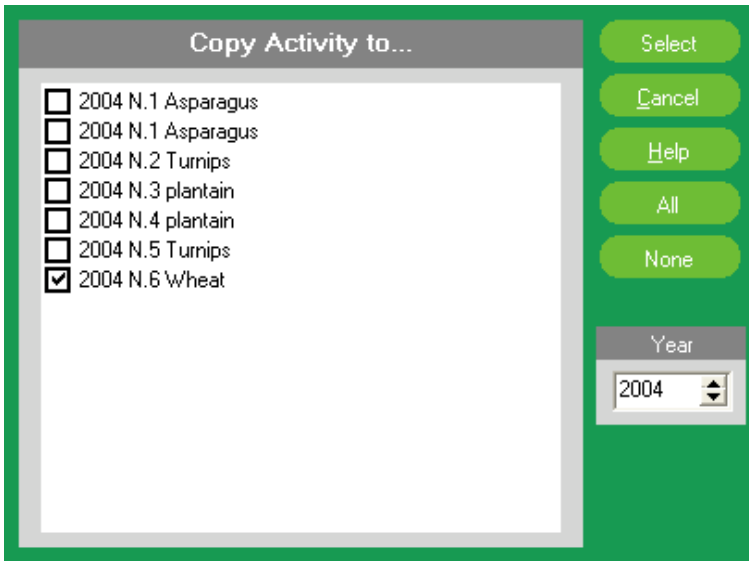 Copy Activity to...
2004 N.1 Asparagus
2004 N.1 Asparagus
2004 N.2 Turnips
2004 N.3 plantain
2004 N.4 plantain
2004 N.5 Turnips
2004 N.6 Wheat
Select
Cancel
Help
All
None
Year
2004